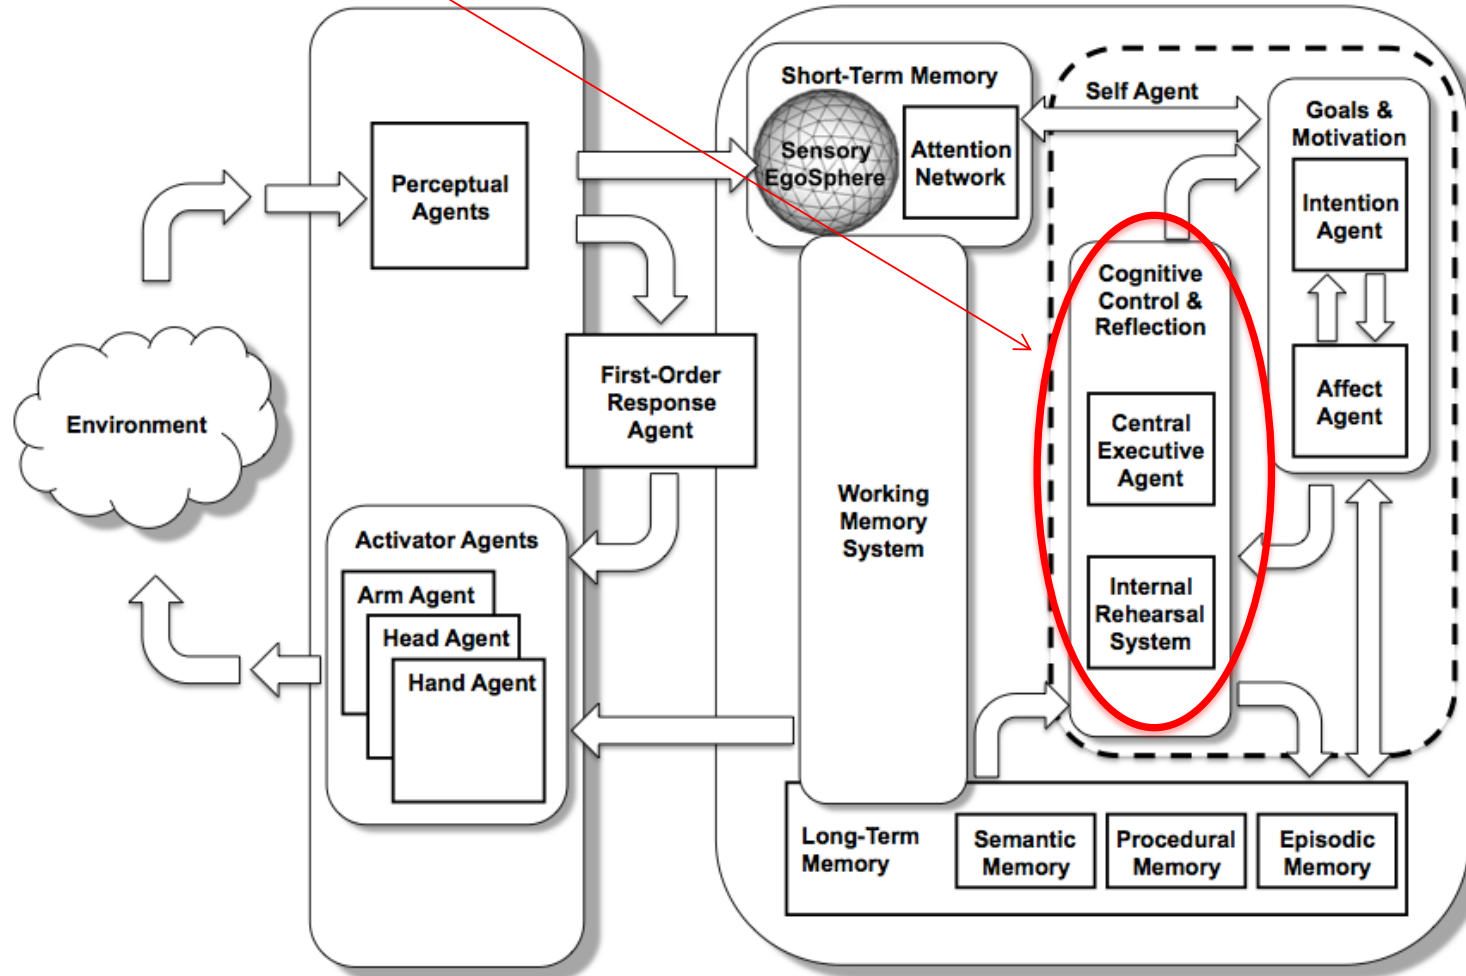 Short-Term Memory
Sensory
EgoSphere
Attention
Network
Self Agent
Goals &
Motivation
Intention
Agent
Affect
Agent
Perceptual
Agents
Cognitive
Control &
Reflection
Central
Executive
Agent
Internal
Rehearsal
System
First-Order
Response
Agent
Environment
Working
Memory
System
Activator Agents
Arm Agent
Head Agent
Hand Agent
Long-Term
Memory
Semantic
Memory
Procedural
Memory
Episodic
Memory